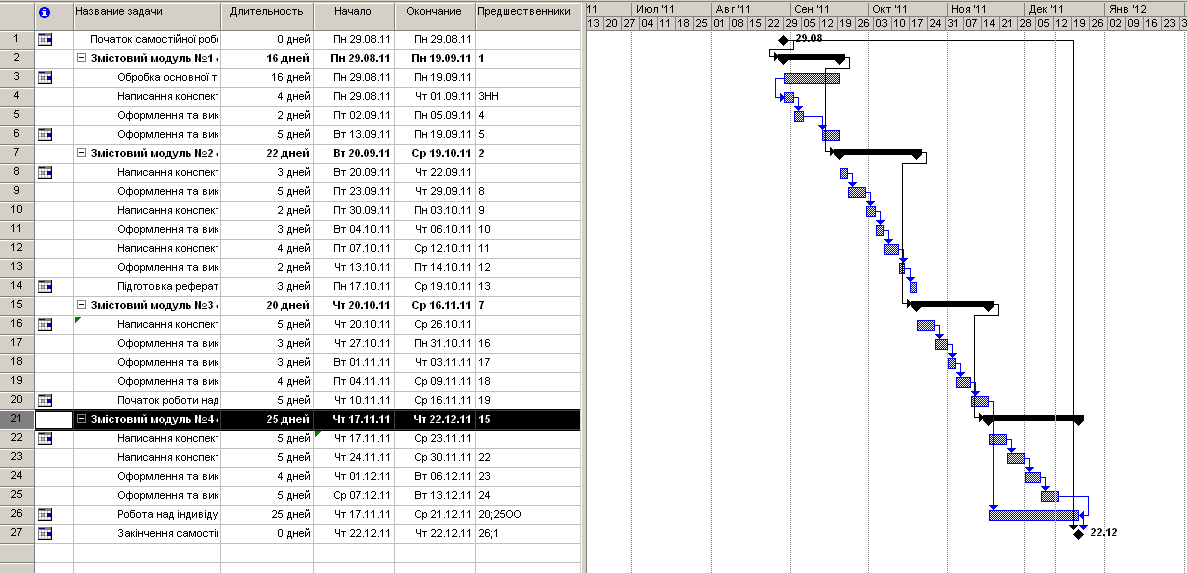 Название задачи Длительность Начало Окончание Предшественники
11 Июл '11 Авг '11 Сен '11 Окт '11 Ноя '11 Дек '11 Янв '12
13 20 27 04 11 18 25 01 08 15 22 29 05 12 19 26 03 10 17 24 31 07 14 21 28 05 12 19 26 02 09 16 23 3
1 Початок самостійної роб 0 дней Пн 29.08.11 Пн 29.08.11 29.08
2 Змістовий модуль №1 16 дней Пн 29.08.11 Пн 19.09.11 1
3 Обробка основної т 16 дней Пн 29.08.11 Пн 19.09.11
4 Написання конспек 4 дней Пн 29.08.11 Чт 01.09.11 3НН
5 Оформлення та вик 2 дней Пт 02.09.11 Пн 05.09.11 4
6 Оформлення та вик 5 дней Вт 13.09.11 Пн 19.09.11 5
7 Змістовий модуль №2 22 дней Вт 20.09.11 Ср 19.10.11 2
8 Написання конспек 3 дней Вт 20.09.11 Чт 22.09.11
9 Оформлення та вик 5 дней Пт 23.09.11 Чт 29.09.11 8
10 Написання конспек 2 дней Пт 30.09.11 Пн 03.10.11 9
11 Оформлення та вик 3 дней Вт 04.10.11 Чт 06.10.11 10
12 Написання конспек 4 дней Пт 07.10.11 Ср 12.10.11 11
13 Оформлення та вик 2 дней Чт 13.10.11 Пт 14.10.11 12
14 Підготовка реферат 3 дней Пн 17.10.11 Ср 19.10.11 13
15 Змістовий модуль №3 20 дней Чт 20.10.11 Ср 16.11.11 7
16 Написання конспек 5 дней Чт 20.10.11 Ср 26.10.11
17 Оформлення та вик 3 дней Чт 27.10.11 Пн 31.10.11 16
18 Оформлення та вик 3 дней Вт 01.11.11 Чт 03.11.11 17
19 Оформлення та вик 4 дней Пт 04.11.11 Ср 09.11.11 18
20 Початок роботи над 5 дней Чт 10.11.11 Ср 16.11.11 19
21 Змістовий модуль №4 25 дней Чт 17.11.11 Чт 22.12.11 15
22 Написання конспек 5 дней Чт 17.11.11 Ср 23.11.11
23 Написання конспек 5 дней Чт 24.11.11 Ср 30.11.11 22
24 Оформлення та вик 4 дней Чт 01.12.11 Вт 06.12.11 23
25 Оформлення та вик 5 дней Ср 07.12.11 Вт 13.12.11 24
26 Робота над індивіду 25 дней Чт 17.11.11 Ср 21.12.11 20;25ОО
27 Закінчення самості 0 дней Чт 22.12.11 Чт 22.12.11 26;1 22.12